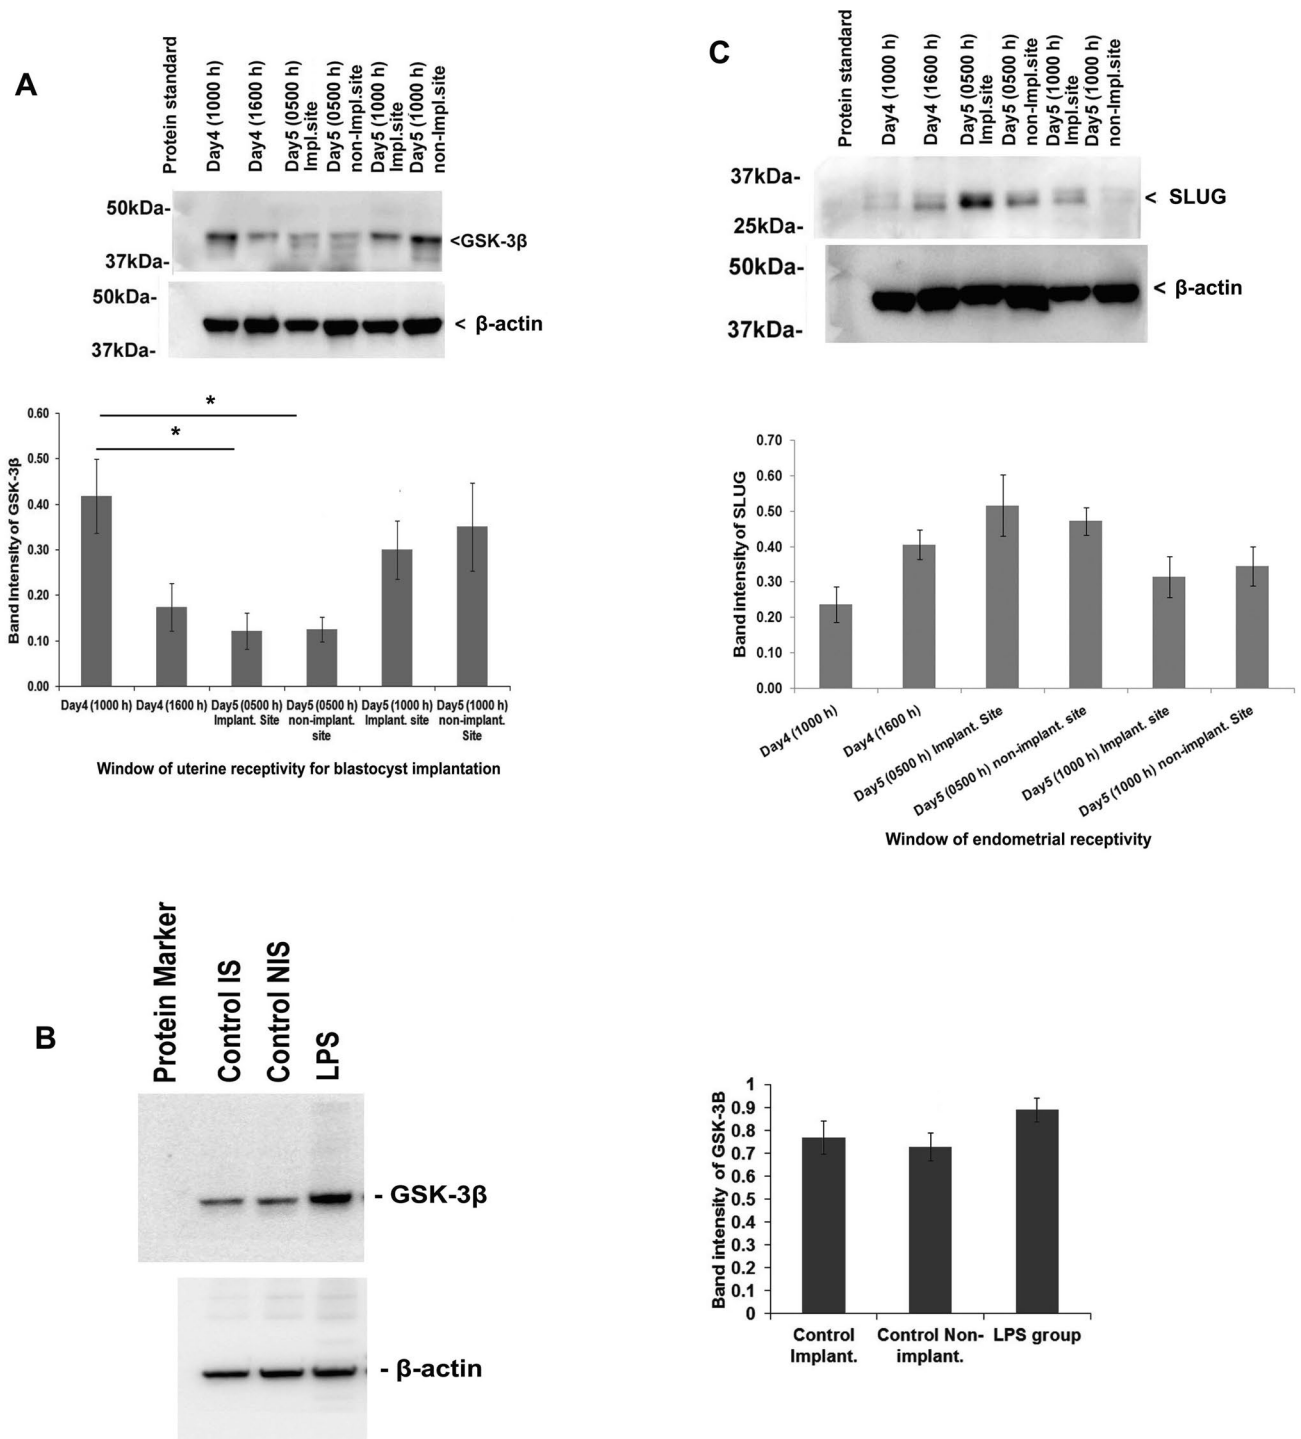 A
Protein standard
Day4 (1000 h)
Day4 (1600 h)
Day5 (0500 h)
Impl.site
Day5 (0500 h)
non-Impl.site
Day5 (1000 h)
Impl.site
Day5 (1000 h)
non-Impl.site
50kDa-
<GSK-3β
37kDa-
50kDa-
< β-actin
37kDa-
*
*
0.60
0.50
0.40
0.30
0.20
0.10
0.00
Band Intensity of GSK-3β
Day4 (1000 h)
Day4 (1600 h)
Day5 (0500 h)
Implant. Site
Day5 (0500 h)
non-implant.
site
Day5 (1000 h)
Implant. site
Day5 (1000 h)
non-implant.
Site
Window of uterine receptivity for blastocyst implantation
C
Protein standard
Day4 (1000 h)
Day4 (1600 h)
Day5 (0500 h)
Impl.site
Day5 (0500 h)
non-Impl.site
Day5 (1000 h)
Impl.site
Day5 (1000 h)
non-Impl.site
37kDa-
< SLUG
25kDa-
50kDa-
< β-actin
37kDa-
0.70
0.60
0.50
0.40
0.30
0.20
0.10
0.00
Band intensity of SLUG
Day4 (1000 h)
Day4 (1600 h)
Day5 (0500 h) Implant. Site
Day5 (0500 h) non-implant. site
Day5 (1000 h) Implant. site
Day5 (1000 h) non-implant. Site
Window of endometrial receptivity
B
Protein Marker
Control IS
Control NIS
LPS
- GSK-3β
- β-actin
1
0.9
0.8
0.7
0.6
0.5
0.4
0.3
0.2
0.1
0
Band intensity of GSK-3B
Control
Implant.
Control Non-
implant.
LPS group